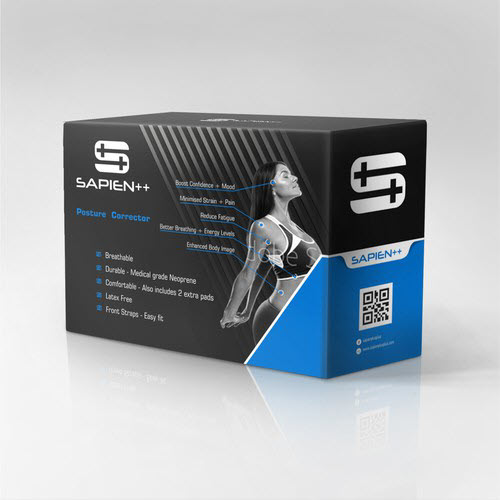 SAPIEN++
Posture Corrector
Boost Confidence + Mood
Minimised Strain + Pain
Reduce Fatigue
Better Breathing + Energy Levels
Enhanced Body Image
Breathable
Durable - Medical grade Neoprene
Comfortable - Also includes 2 extra pads
Latex Free
Front Straps - Easy fit
SAPIEN++